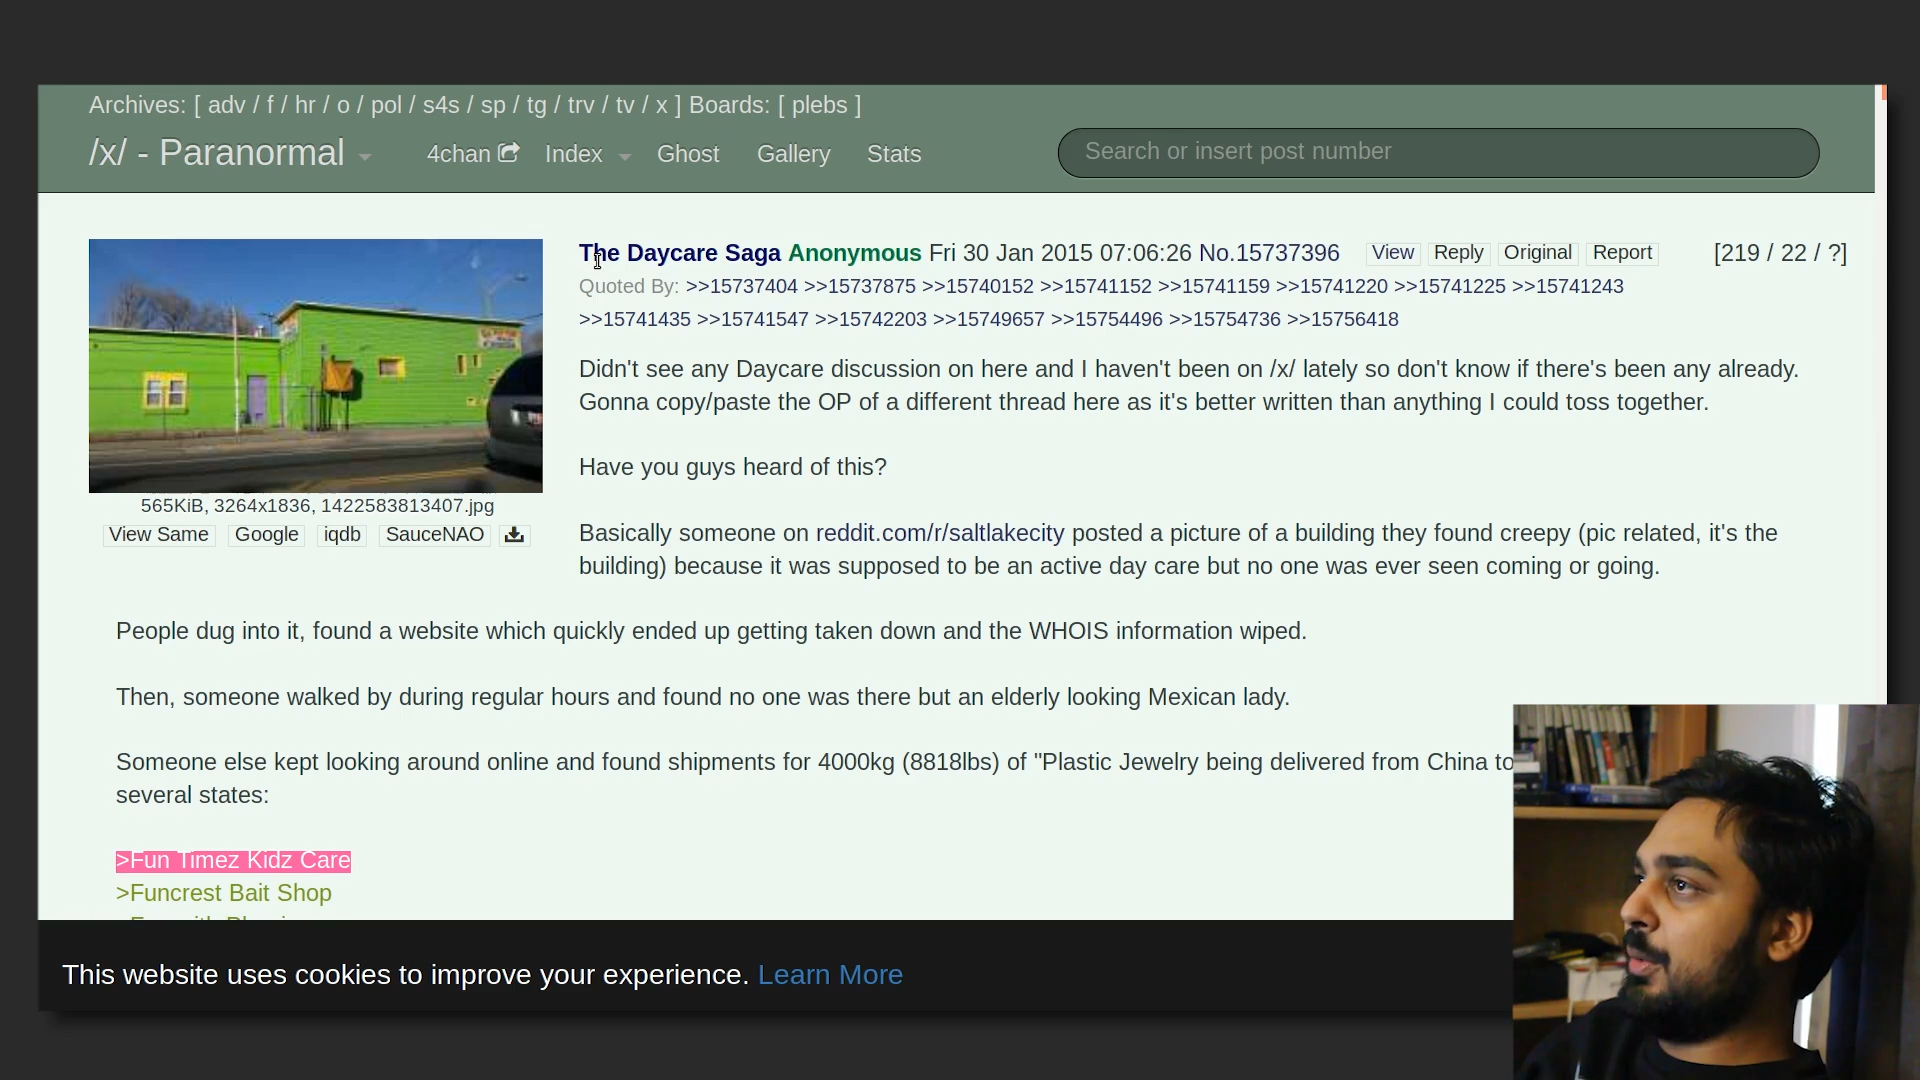 Archives: [ adv / f / hr / o / pol / s4s / sp / tg / trv / tv / x ] Boards: [ plebs ]
/x/ - Paranormal 4chan Index Ghost Gallery Stats Search or insert post number
The Daycare Saga Anonymous Fri 30 Jan 2015 07:06:26 No.15737396 View Reply Original Report [219 / 22 / ?]
Quoted By: >>15737404 >>15737875 >>15740152 >>15741152 >>15741159 >>15741220 >>15741225 >>15741243
>>15741435 >>15741547 >>15742203 >>15749657 >>15754496 >>15754736 >>15756418
Didn't see any Daycare discussion on here and I haven't been on /x/ lately so don't know if there's been any already.
Gonna copy/paste the OP of a different thread here as it's better written than anything I could toss together.
Have you guys heard of this?
565KiB, 3264x1836, 1422583813407.jpg
View Same Google iqdb SauceNAO
Basically someone on reddit.com/r/saltlakecity posted a picture of a building they found creepy (pic related, it's the
building) because it was supposed to be an active day care but no one was ever seen coming or going.
People dug into it, found a website which quickly ended up getting taken down and the WHOIS information wiped.
Then, someone walked by during regular hours and found no one was there but an elderly looking Mexican lady.
Someone else kept looking around online and found shipments for 4000kg (8818lbs) of "Plastic Jewelry being delivered from China to
several states:
>Fun Timez Kidz Care
>Funcrest Bait Shop
This website uses cookies to improve your experience. Learn More